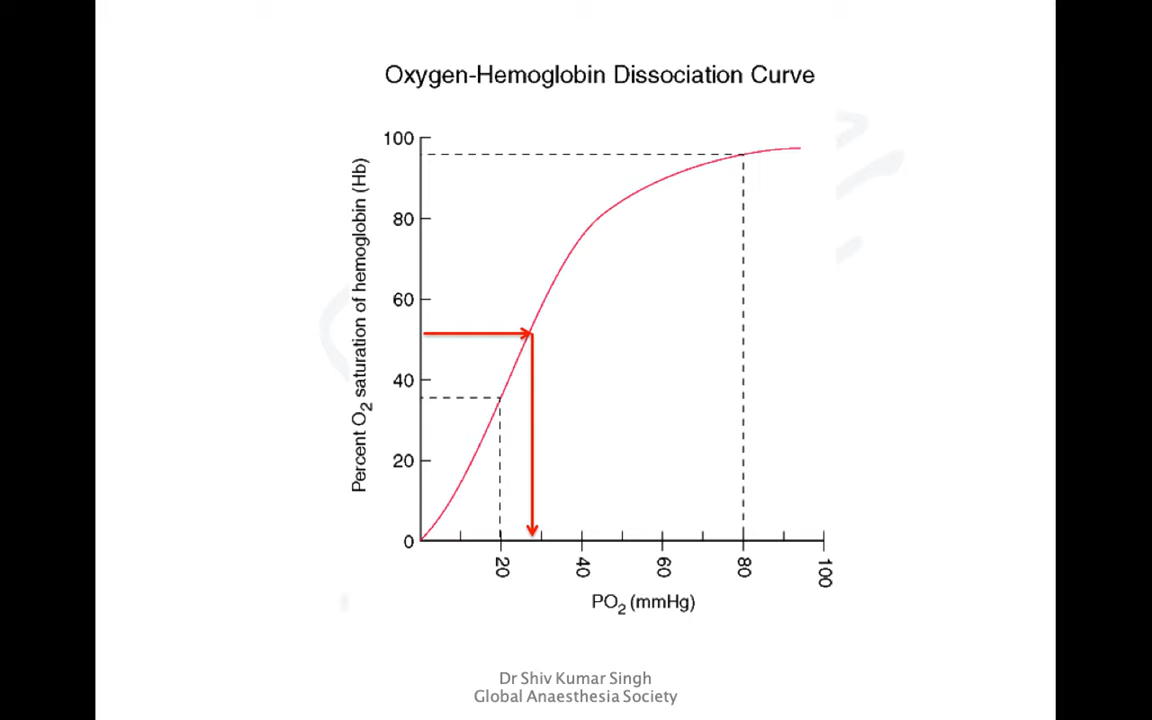 Oxygen-Hemoglobin Dissociation Curve
Percent O2 saturation of hemoglobin (Hb)
100
80
60
40
20
0
20
40
60
80
100
PO2 (mmHg)
Dr Shiv Kumar Singh
Global Anaesthesia Society